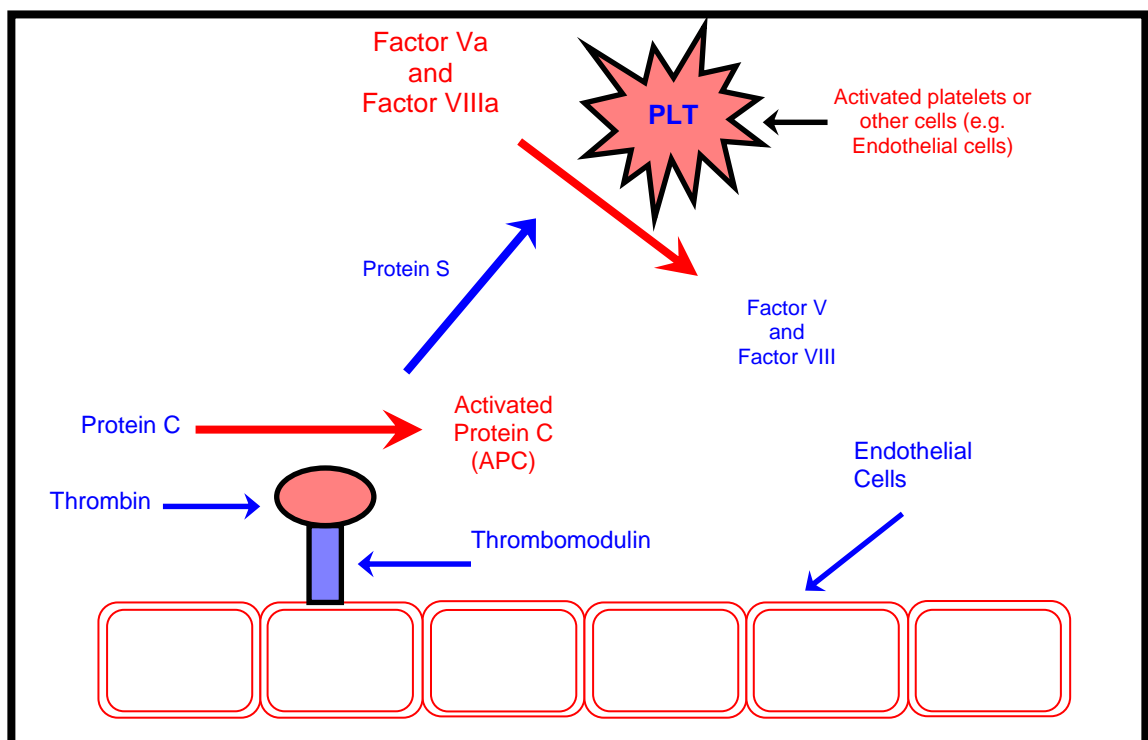 Factor Va
and
Factor VIIIa
PLT
Activated platelets or
other cells (e.g.
Endothelial cells)
Protein S
Factor V
and
Factor VIII
Protein C
Activated
Protein C
(APC)
Endothelial
Cells
Thrombin
Thrombomodulin